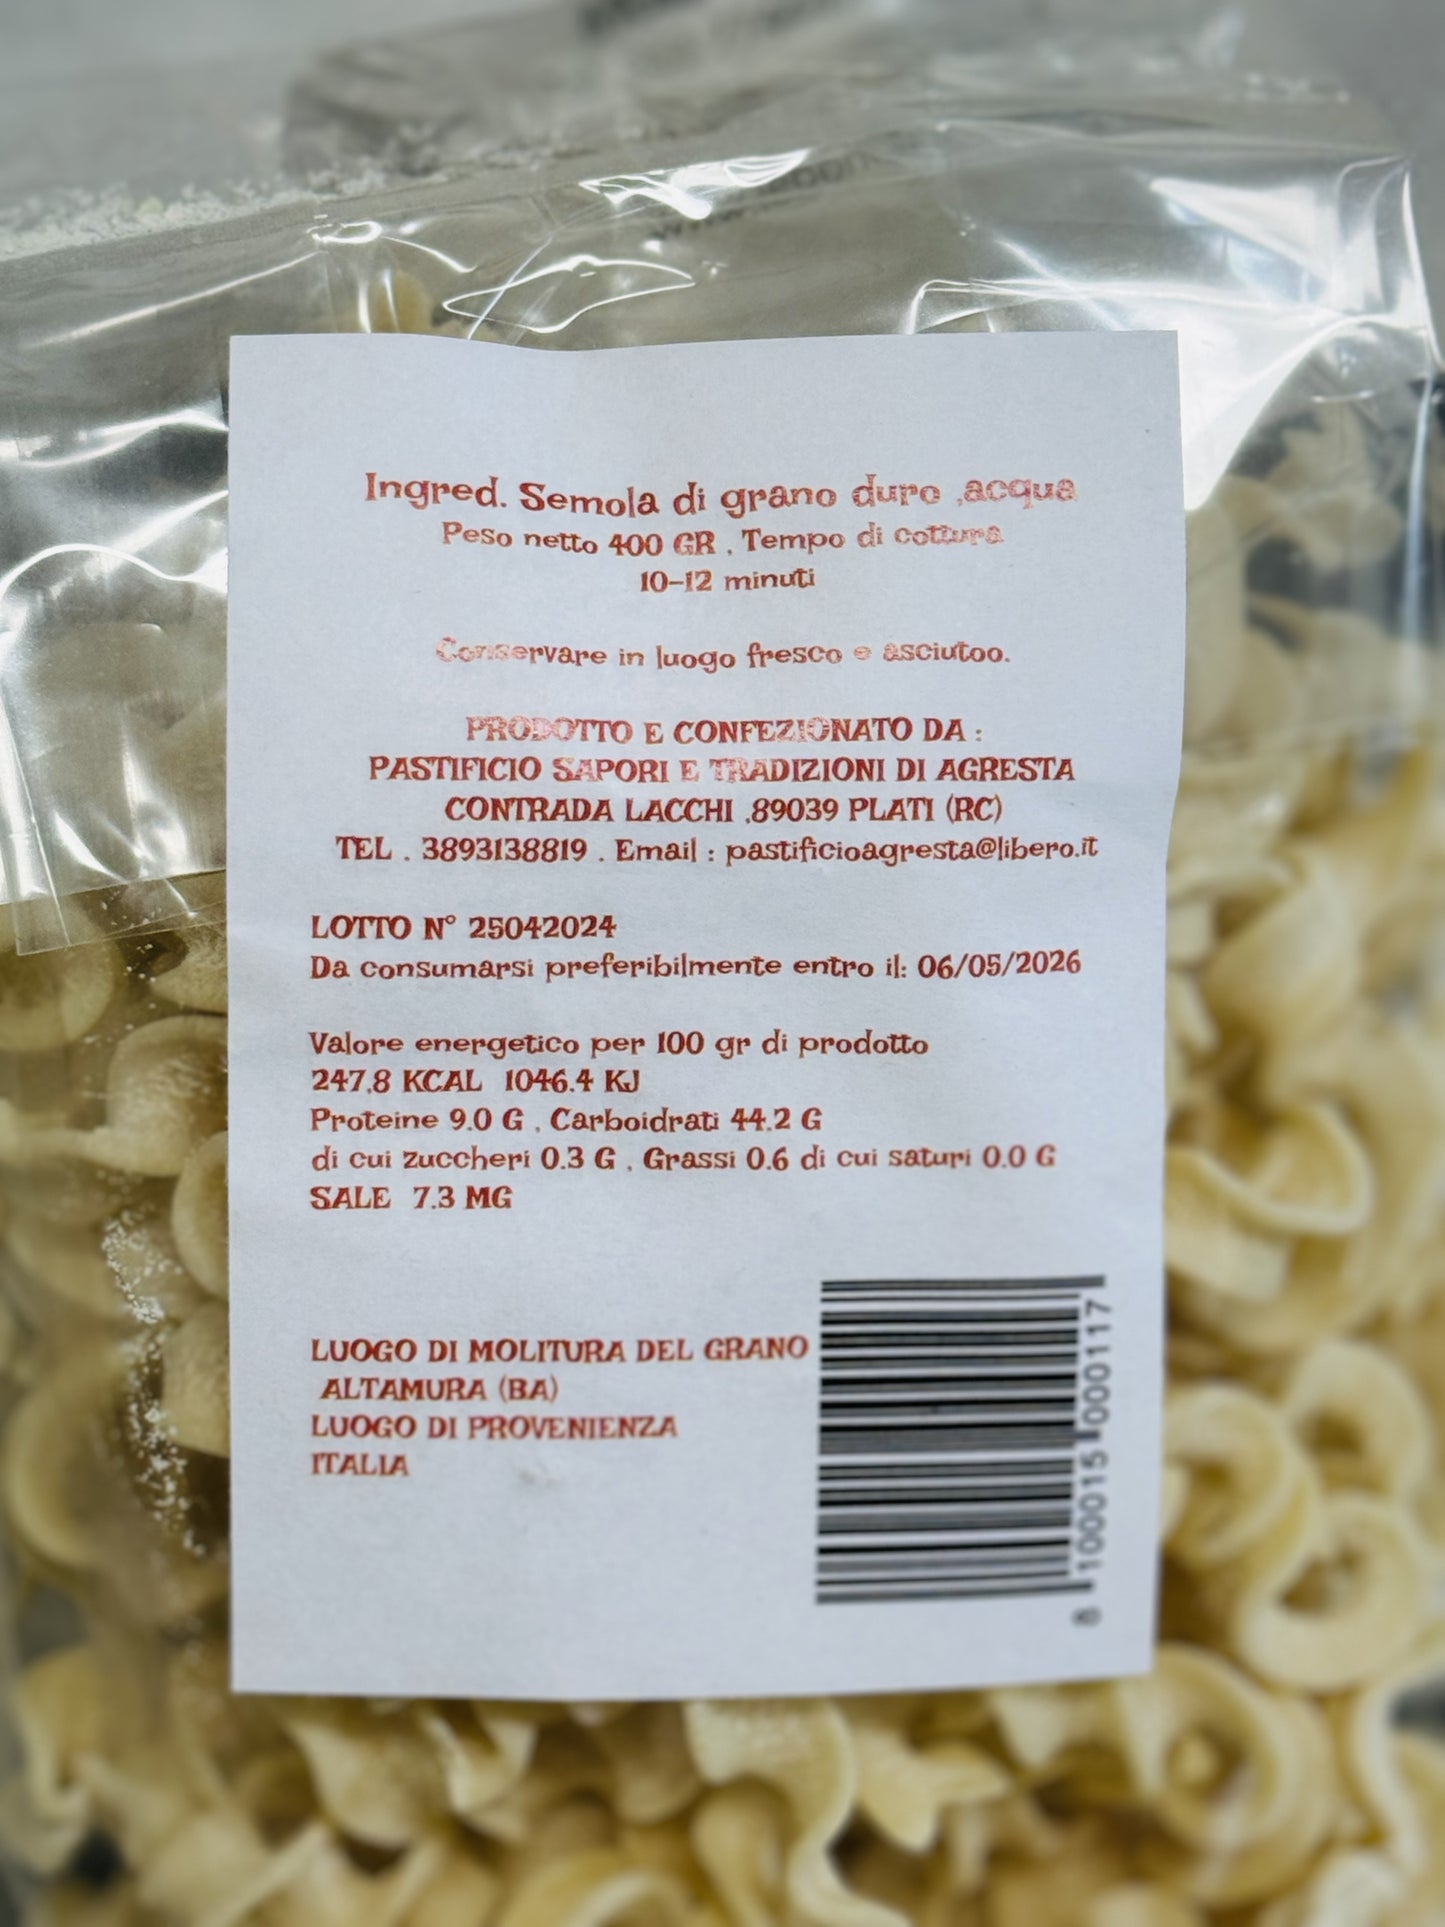 Ingred. Semola di grano duro ,acqua
Peso netto 400 GR . Tempo di cottura
10-12 minuti
Conservare in luogo fresco e asciutoo.
PRODOTTO E CONFEZIONATO DA :
PASTIFICIO SAPORI E TRADIZIONI DI AGRESTA
CONTRADA LACCHI .89039 PLATI (RC)
TEL . 3893138819 . Email : pastificioagresta@libero.it
LOTTO N° 25042024
Da consumarsi preferibilmente entro il: 06/05/2026
Valore energetico per 100 gr di prodotto
247.8 KCAL 1046.4 KJ
Proteine 9.0 G . Carboidrati 44.2 G
di cui zuccheri 0.3 G . Grassi 0.6 di cui saturi 0.0 G
SALE 7.3 MG
LUOGO DI MOLITURA DEL GRANO
ALTAMURA (BA)
LUOGO DI PROVENIENZA
ITALIA
8 100015 000117